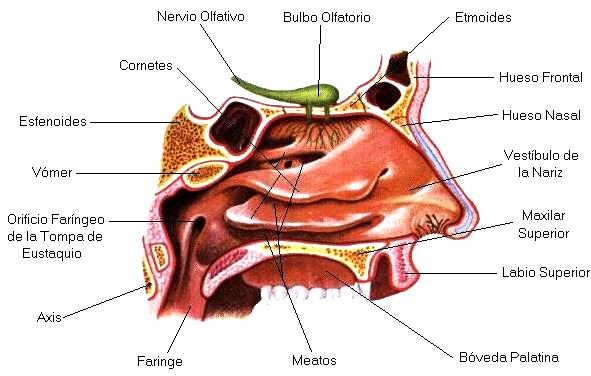 Nervio Olfativo
Bulbo Olfatorio
Etmoides
Cornetes
Hueso Frontal
Hueso Nasal
Esfenoides
Vómer
Vestíbulo de
la Nariz
Orificio Faríngeo
de la Tompa de
Eustaquio
Maxilar
Superior
Labio Superior
Axis
Faringe
Meatos
Bóveda Palatina